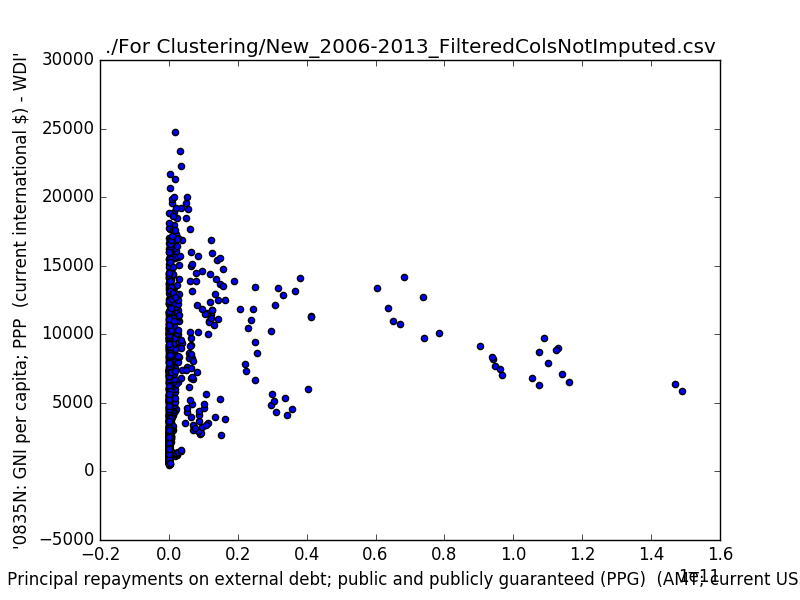 ./For Clustering/New_2006-2013_FilteredColsNotImputed.csv
'0835N: GNI per capita; PPP (current international $) - WDI'
30000
25000
20000
15000
10000
5000
0
−5000
−0.2 0.0 0.2 0.4 0.6 0.8 1.0 1.2 1.4 1.6
1e11
Principal repayments on external debt; public and publicly guaranteed (PPG) (AMT; current US